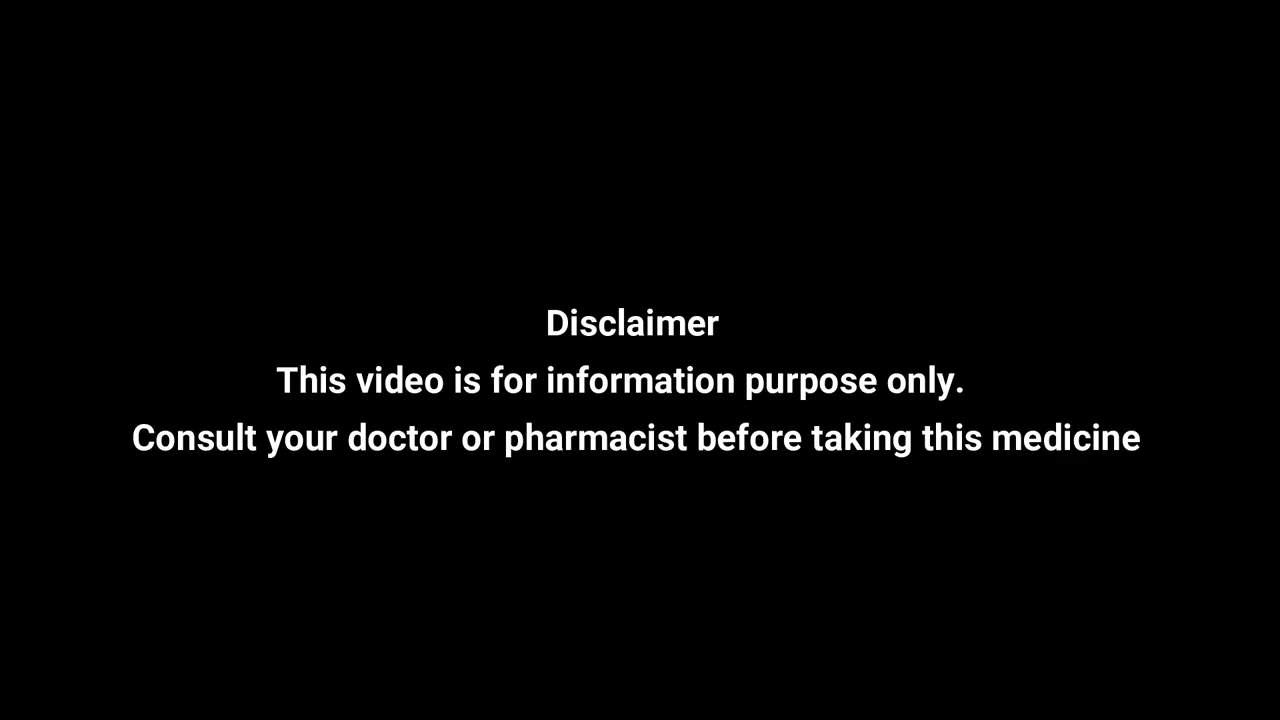 Disclaimer
This video is for information purpose only.
Consult your doctor or pharmacist before taking this medicine